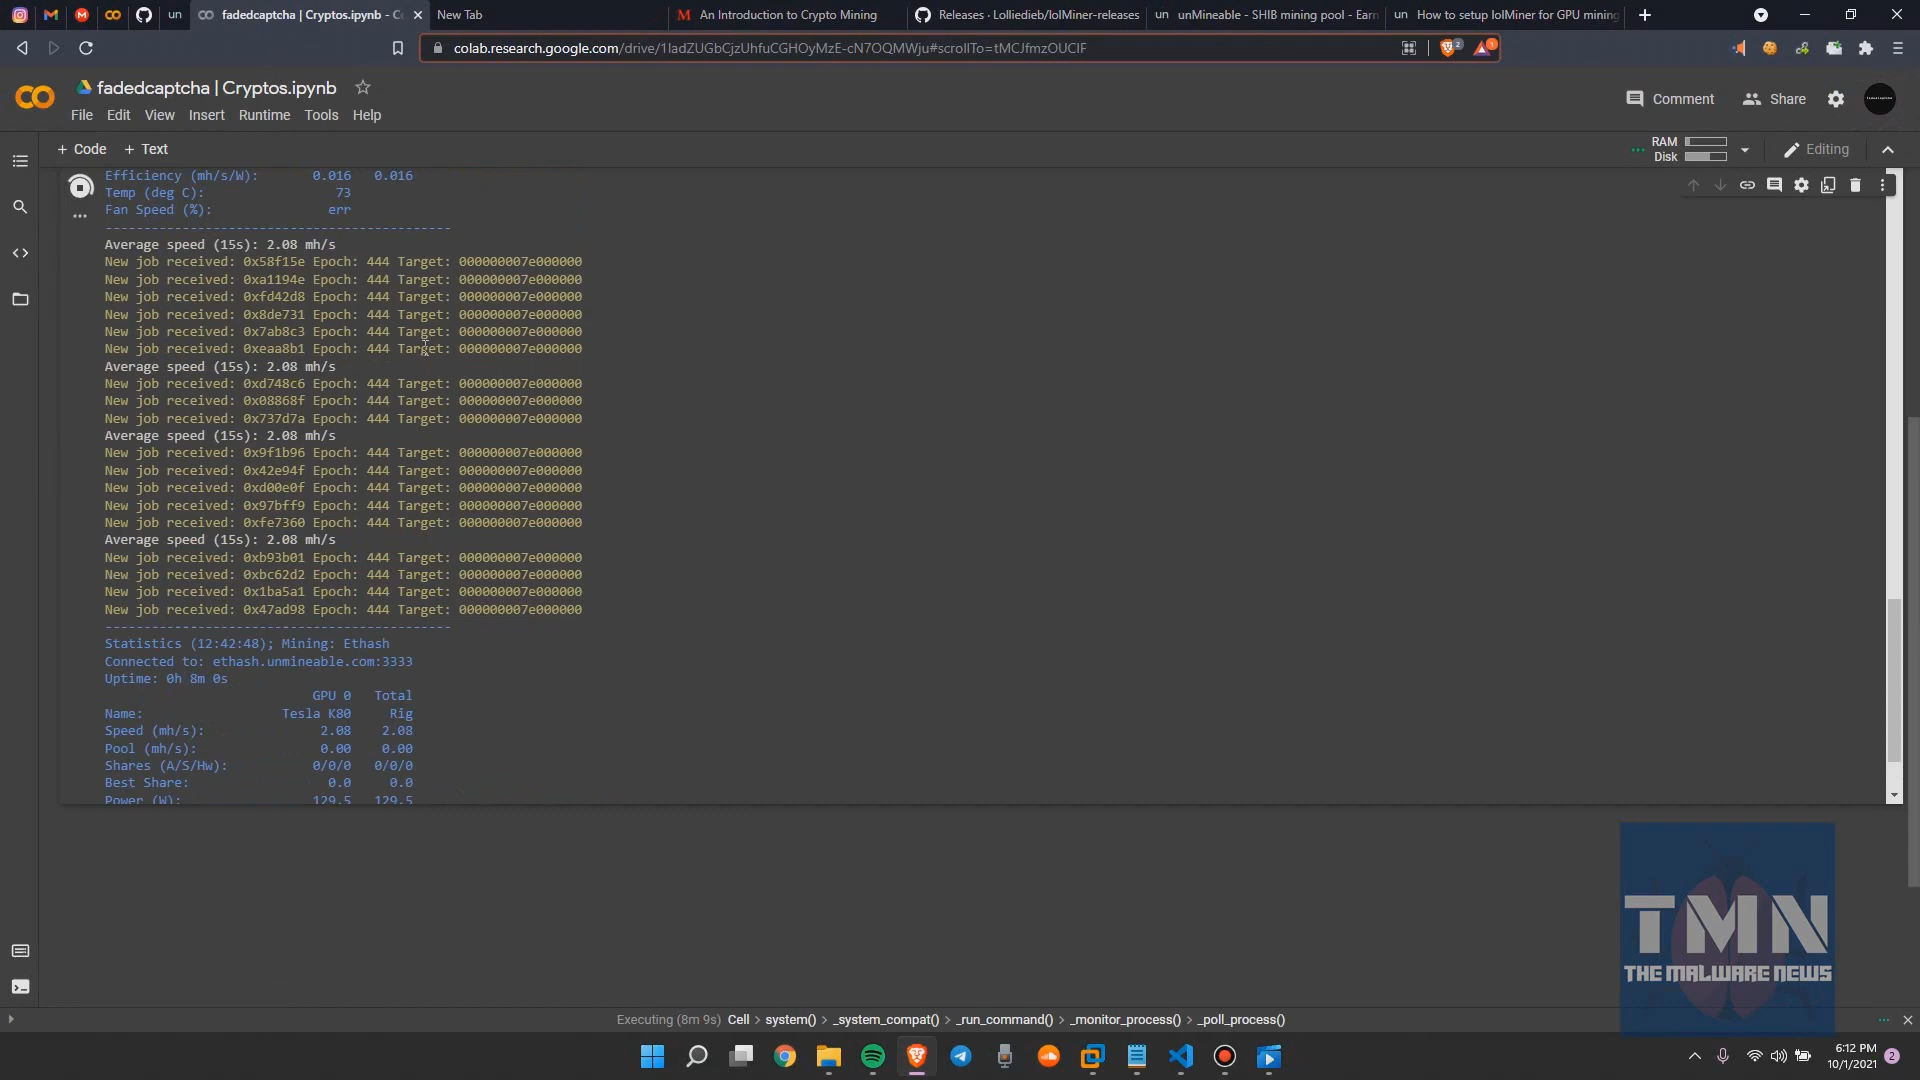 fadedcaptcha | Cryptos.ipynb - C
New Tab
An Introduction to Crypto Mining
Releases · Lolliedieb/lolMiner-releases
unMineable - SHIB mining pool - Earn
How to setup lolMiner for GPU mining
colab.research.google.com/drive/1IadZUGbCjzUhfuCGHOyMzE-cN7OQMWju#scrollTo=tMCJfmzOUClF
fadedcaptcha | Cryptos.ipynb
Comment
Share
File Edit View Insert Runtime Tools Help
+ Code + Text
RAM
Disk
Editing
Efficiency (mh/s/W): 0.016 0.016
Temp (deg C): 73
Fan Speed (%): err
--------------------------------------------
Average speed (15s): 2.08 mh/s
New job received: 0x58f15e Epoch: 444 Target: 000000007e000000
New job received: 0xa1194e Epoch: 444 Target: 000000007e000000
New job received: 0xfd42d8 Epoch: 444 Target: 000000007e000000
New job received: 0x8de731 Epoch: 444 Target: 000000007e000000
New job received: 0x7ab8c3 Epoch: 444 Target: 000000007e000000
New job received: 0xeaa8b1 Epoch: 444 Target: 000000007e000000
Average speed (15s): 2.08 mh/s
New job received: 0xd748c6 Epoch: 444 Target: 000000007e000000
New job received: 0x08868f Epoch: 444 Target: 000000007e000000
New job received: 0x737d7a Epoch: 444 Target: 000000007e000000
Average speed (15s): 2.08 mh/s
New job received: 0x9f1b96 Epoch: 444 Target: 000000007e000000
New job received: 0x42e94f Epoch: 444 Target: 000000007e000000
New job received: 0xd00e0f Epoch: 444 Target: 000000007e000000
New job received: 0x97bff9 Epoch: 444 Target: 000000007e000000
New job received: 0xfe7360 Epoch: 444 Target: 000000007e000000
Average speed (15s): 2.08 mh/s
New job received: 0xb93b01 Epoch: 444 Target: 000000007e000000
New job received: 0xbc62d2 Epoch: 444 Target: 000000007e000000
New job received: 0x1ba5a1 Epoch: 444 Target: 000000007e000000
New job received: 0x47ad98 Epoch: 444 Target: 000000007e000000
--------------------------------------------
Statistics (12:42:48); Mining: Ethash
Connected to: ethash.unmineable.com:3333
Uptime: 0h 8m 0s
GPU 0 Total
Name: Tesla K80 Rig
Speed (mh/s): 2.08 2.08
Pool (mh/s): 0.00 0.00
Shares (A/S/Hw): 0/0/0 0/0/0
Best Share: 0.0 0.0
Power (W): 129.5 129.5
TMN
THE MALWARE NEWS
Executing (8m 9s) Cell > system() > _system_compat() > _run_command() > _monitor_process() > _poll_process()
6:12 PM
10/1/2021
2